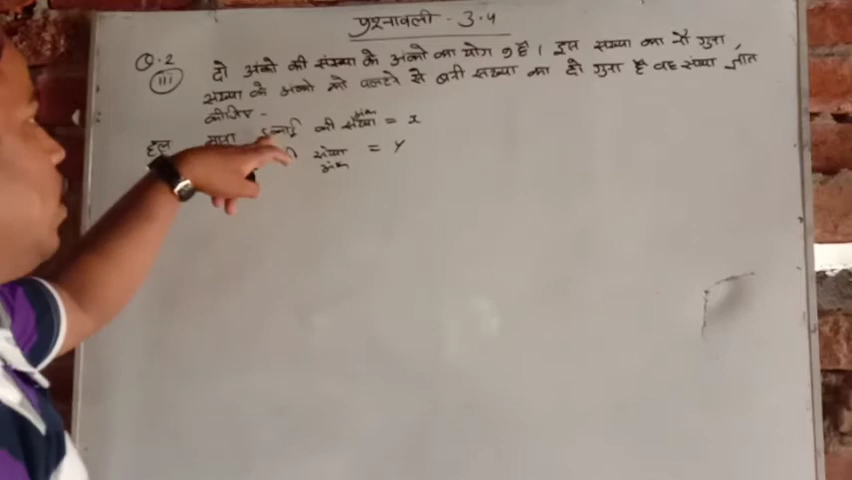 प्रश्नावली - 3.4
Q.2
(iii) दो अंको की संख्या के अंको का योग 9 है। इस संख्या का नौ गुना,
संख्या के अंको को पलटने से बनी संख्या का दो गुना है वह संख्या ज्ञात
कीजिए -
हल माना इकाई की संख्या अंक = x
की संख्या = y
अंक